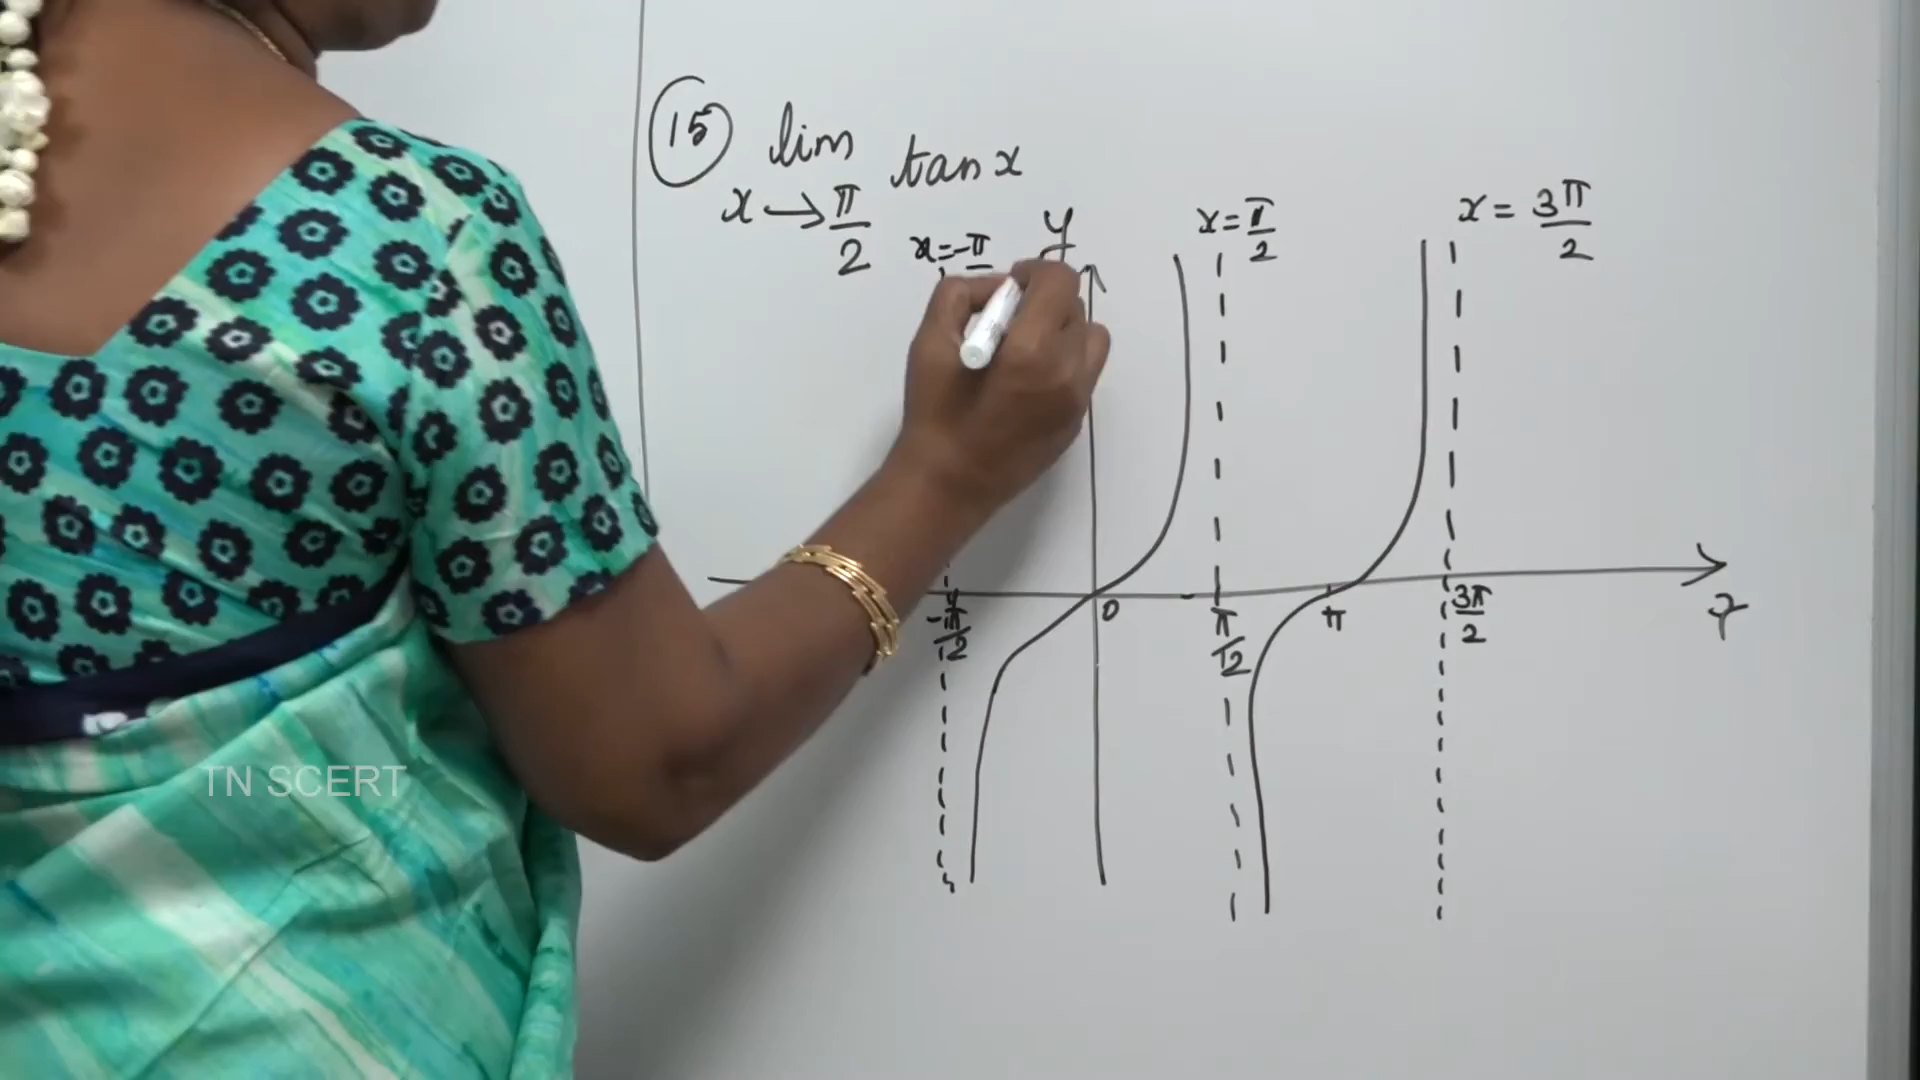 15 lim tan x
x → π/2
x = -π
y
x = π/2
x = 3π/2
-π/2
0
π/2
π
3π/2
x
TN SCERT